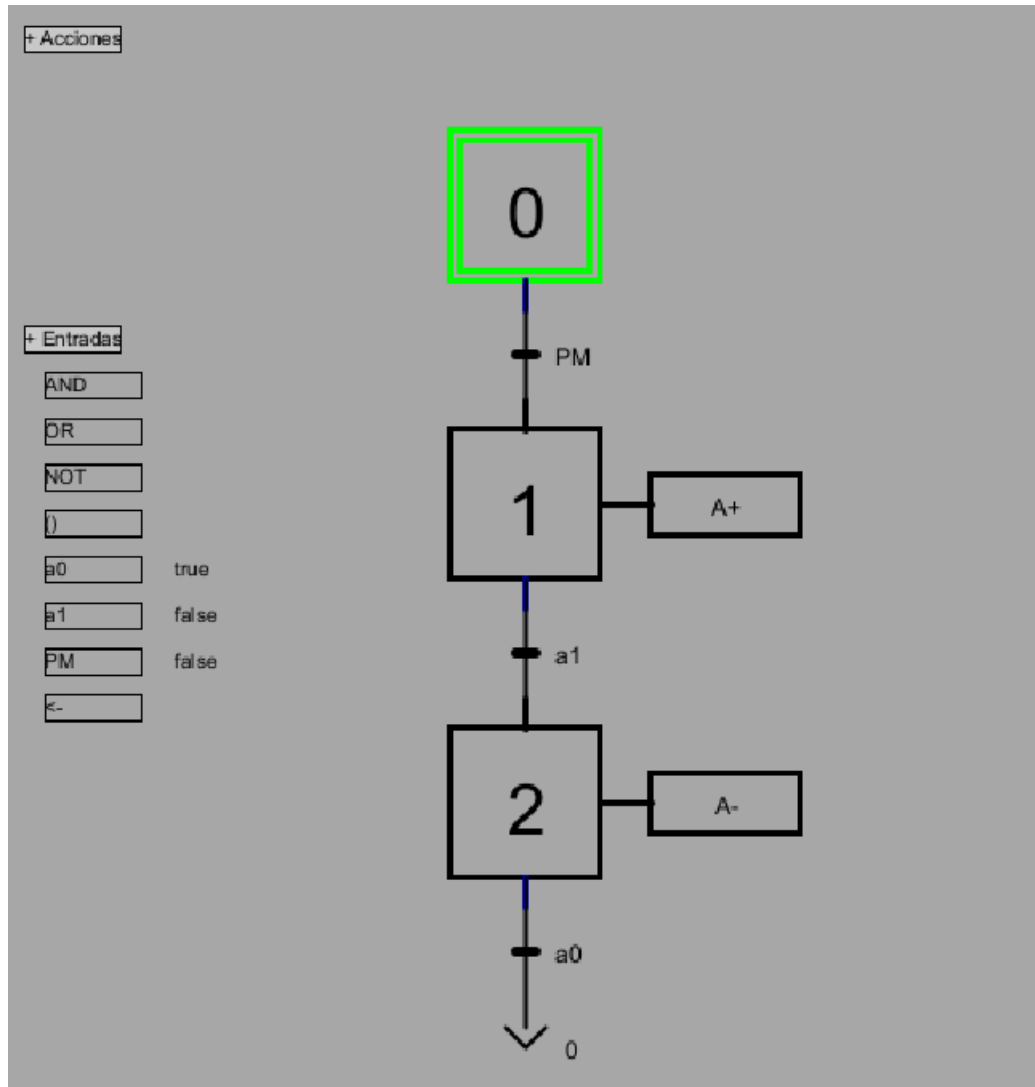 + Acciones
0
PM
+ Entradas
AND
OR
NOT
()
a0 true
a1 false
PM false
<-
1
A+
a1
2
A-
a0
0